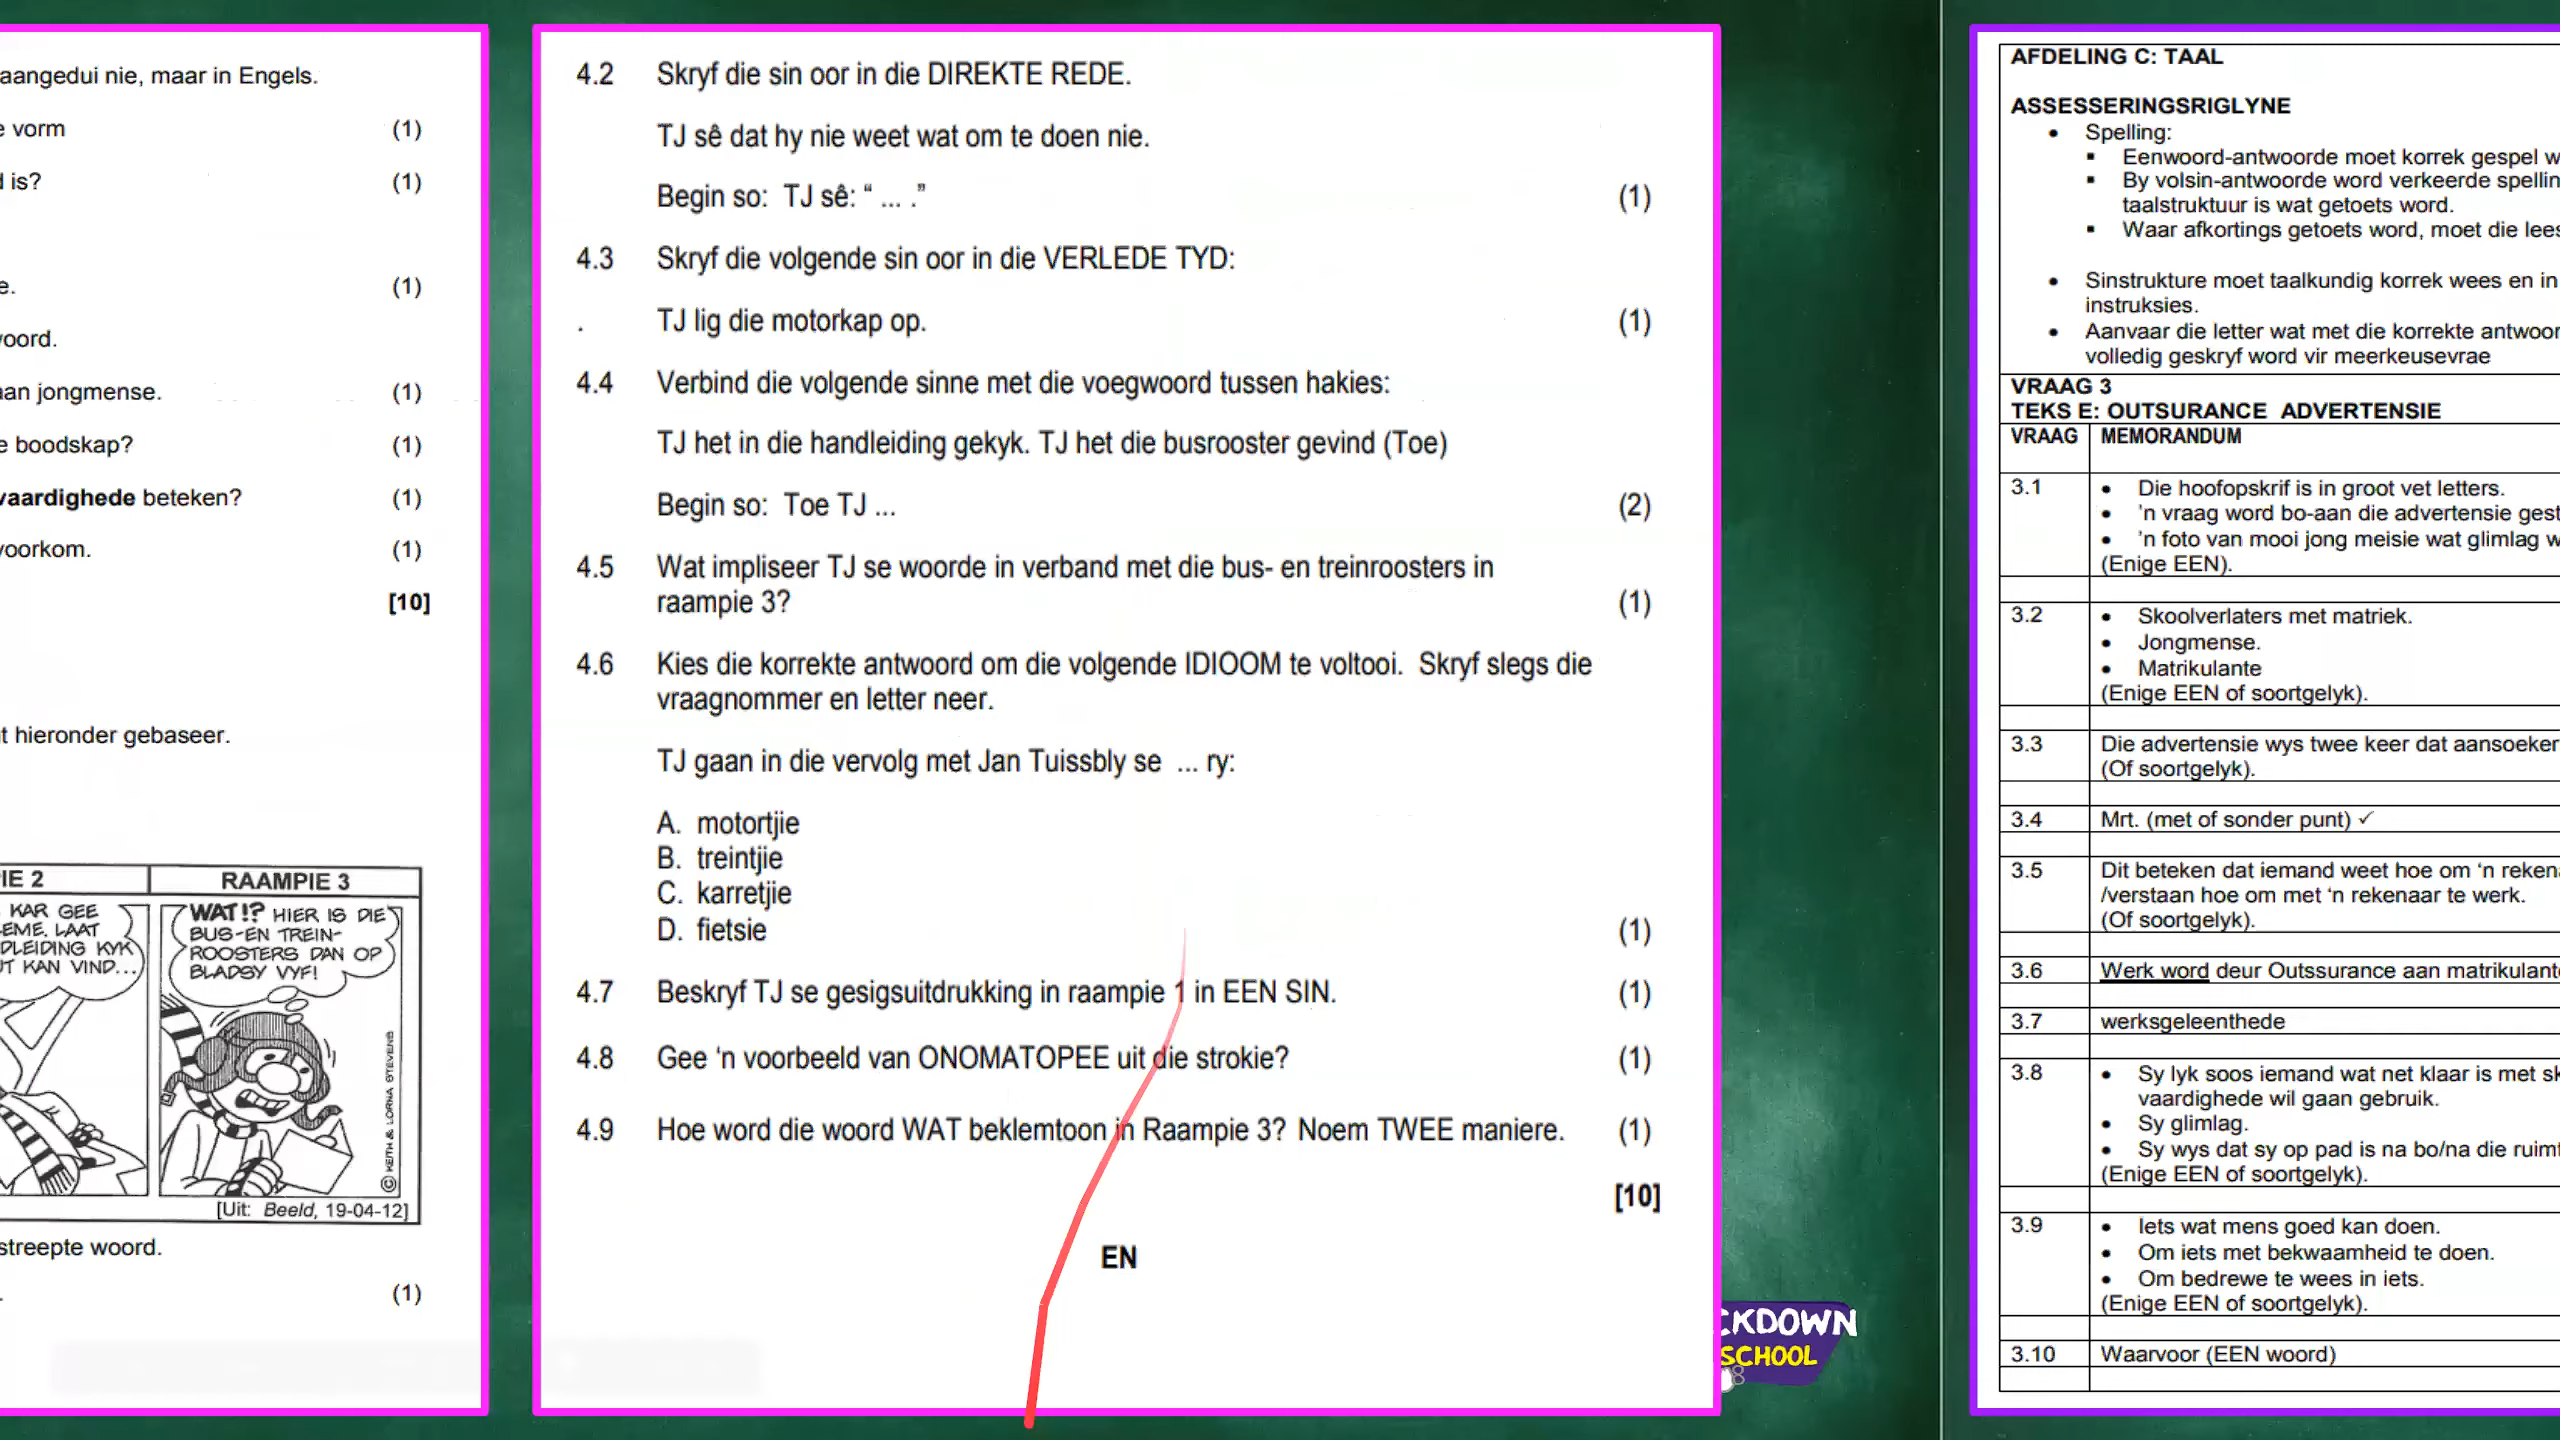 aangedui nie, maar in Engels.
e vorm (1)
is? (1)
e. (1)
oord.
aan jongmense. (1)
e boodskap? (1)
vaardighede beteken? (1)
voorkom. (1)
[10]
t hieronder gebaseer.
IE 2 RAAMPIE 3
KAR GEE
EME. LAAT
DLEIDING KYK
UT KAN VIND...
WAT!? HIER IS DIE
BUS-EN TREIN-
ROOSTERS DAN OP
BLADSY VYF!
© KEITH & LORNA STEVENS
[Uit: Beeld, 19-04-12]
streepte woord.
. (1)
4.2 Skryf die sin oor in die DIREKTE REDE.
TJ sê dat hy nie weet wat om te doen nie.
Begin so: TJ sê: “ ... .” (1)
4.3 Skryf die volgende sin oor in die VERLEDE TYD:
. TJ lig die motorkap op. (1)
4.4 Verbind die volgende sinne met die voegwoord tussen hakies:
TJ het in die handleiding gekyk. TJ het die busrooster gevind (Toe)
Begin so: Toe TJ ... (2)
4.5 Wat impliseer TJ se woorde in verband met die bus- en treinroosters in
raampie 3? (1)
4.6 Kies die korrekte antwoord om die volgende IDIOOM te voltooi. Skryf slegs die
vraagnommer en letter neer.
TJ gaan in die vervolg met Jan Tuissbly se ... ry:
A. motortjie
B. treintjie
C. karretjie
D. fietsie (1)
4.7 Beskryf TJ se gesigsuitdrukking in raampie 1 in EEN SIN. (1)
4.8 Gee ‘n voorbeeld van ONOMATOPEE uit die strokie? (1)
4.9 Hoe word die woord WAT beklemtoon in Raampie 3? Noem TWEE maniere. (1)
[10]
EN
CKDOWN
SCHOOL
AFDELING C: TAAL
ASSESSERINGSRIGLYNE
• Spelling:
▪ Eenwoord-antwoorde moet korrek gespel w
▪ By volsin-antwoorde word verkeerde spellin
taalstruktuur is wat getoets word.
▪ Waar afkortings getoets word, moet die lees
• Sinstrukture moet taalkundig korrek wees en in
instruksies.
• Aanvaar die letter wat met die korrekte antwoor
volledig geskryf word vir meerkeusevrae
VRAAG 3
TEKS E: OUTSURANCE ADVERTENSIE
VRAAG MEMORANDUM
3.1 • Die hoofopskrif is in groot vet letters.
• ’n vraag word bo-aan die advertensie gest
• ’n foto van mooi jong meisie wat glimlag w
(Enige EEN).
3.2 • Skoolverlaters met matriek.
• Jongmense.
• Matrikulante
(Enige EEN of soortgelyk).
3.3 Die advertensie wys twee keer dat aansoeker
(Of soortgelyk).
3.4 Mrt. (met of sonder punt) ✓
3.5 Dit beteken dat iemand weet hoe om ‘n reken
/verstaan hoe om met ‘n rekenaar te werk.
(Of soortgelyk).
3.6 Werk word deur Outssurance aan matrikulant
3.7 werksgeleenthede
3.8 • Sy lyk soos iemand wat net klaar is met sk
vaardighede wil gaan gebruik.
• Sy glimlag.
• Sy wys dat sy op pad is na bo/na die ruim
(Enige EEN of soortgelyk).
3.9 • Iets wat mens goed kan doen.
• Om iets met bekwaamheid te doen.
• Om bedrewe te wees in iets.
(Enige EEN of soortgelyk).
3.10 Waarvoor (EEN woord)